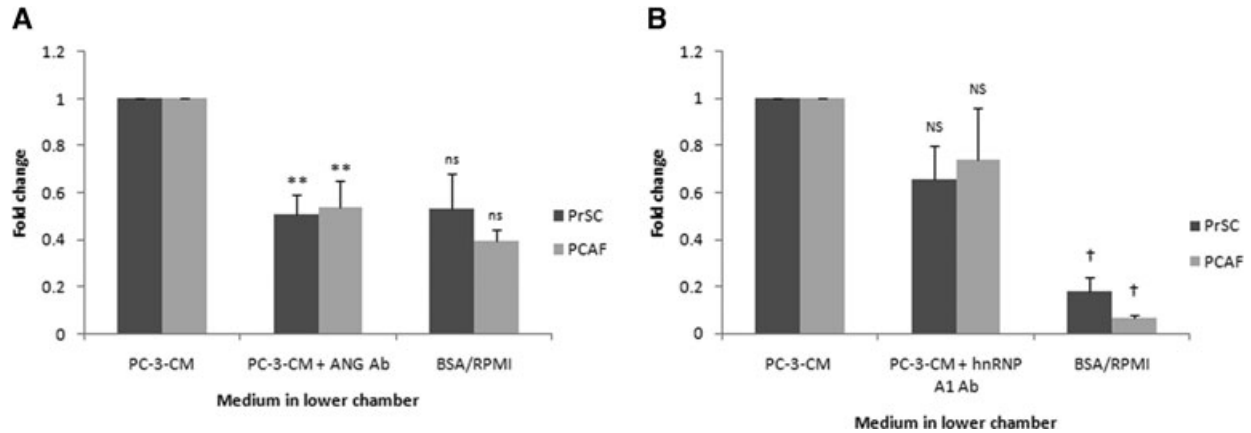 A
1.2
1
0.8
0.6
0.4
0.2
0
Fold change
**
**
ns
ns
PrSC
PCAF
PC-3-CM
PC-3-CM + ANG Ab
BSA/RPMI
Medium in lower chamber
B
1.2
1
0.8
0.6
0.4
0.2
0
Fold change
NS
NS
†
†
PrSC
PCAF
PC-3-CM
PC-3-CM + hnRNP
A1 Ab
BSA/RPMI
Medium in lower chamber